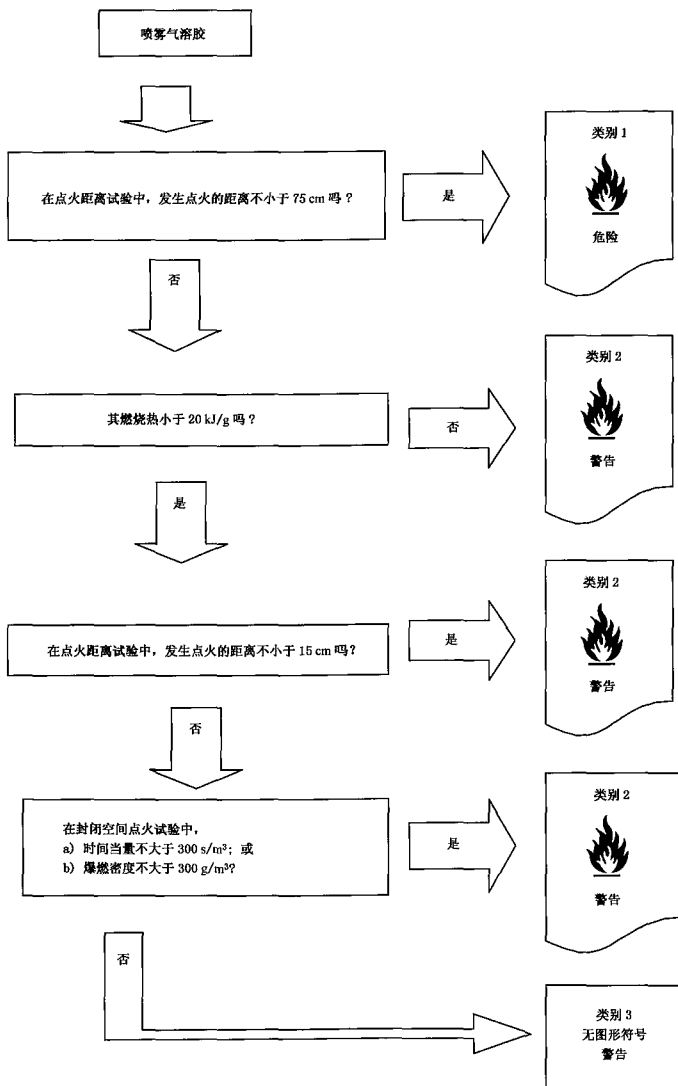 喷雾气溶胶
在点火距离试验中，发生点火的距离不小于 75 cm 吗？
是
类别 1
危险
否
其燃烧热小于 20 kJ/g 吗？
否
类别 2
警告
是
在点火距离试验中，发生点火的距离不小于 15 cm 吗？
是
类别 2
警告
否
在封闭空间点火试验中，
a) 时间当量不大于 300 s/m³；或
b) 爆燃密度不大于 300 g/m³？
是
类别 2
警告
否
类别 3
无图形符号
警告